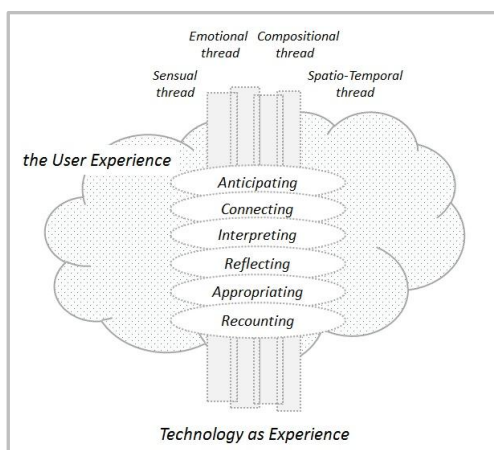 Emotional
thread
Compositional
thread
Sensual
thread
Spatio-Temporal
thread
the User Experience
Anticipating
Connecting
Interpreting
Reflecting
Appropriating
Recounting
Technology as Experience